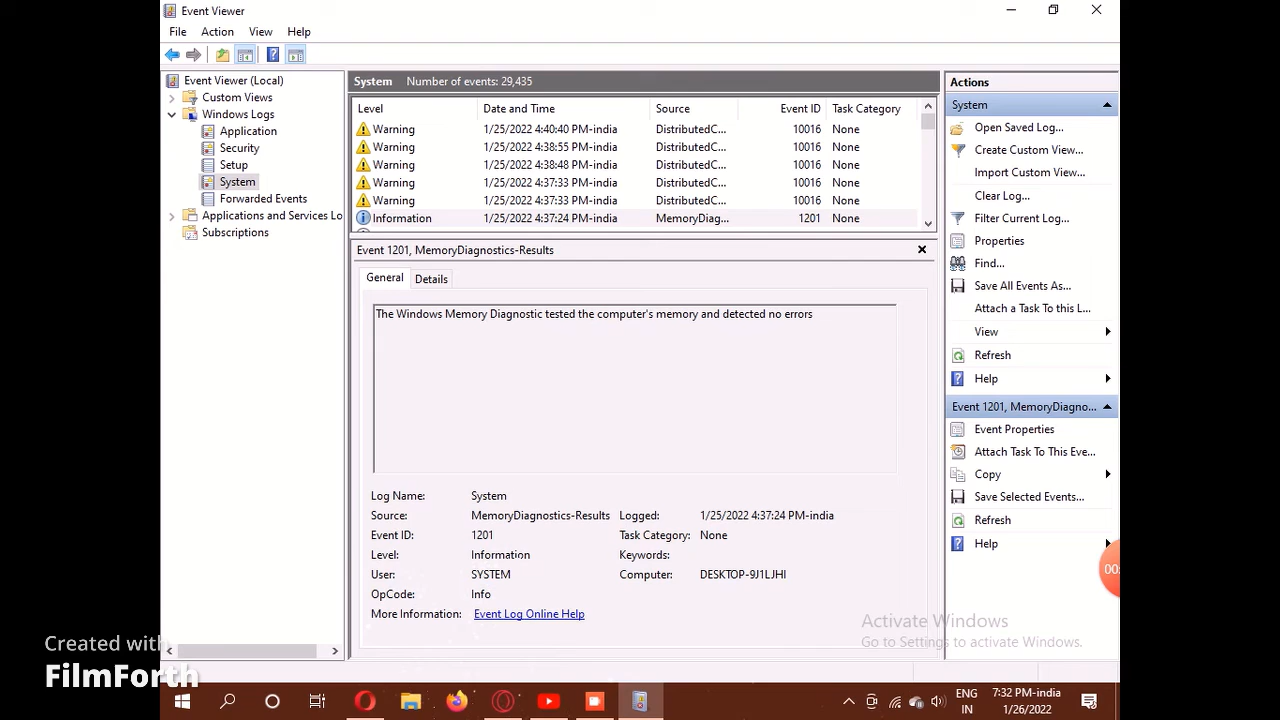 Event Viewer
File Action View Help
Event Viewer (Local)
Custom Views
Windows Logs
Application
Security
Setup
System
Forwarded Events
Applications and Services Lo
Subscriptions
System Number of events: 29,435
Level Date and Time Source Event ID Task Category
Warning 1/25/2022 4:40:40 PM-india DistributedC... 10016 None
Warning 1/25/2022 4:38:55 PM-india DistributedC... 10016 None
Warning 1/25/2022 4:38:48 PM-india DistributedC... 10016 None
Warning 1/25/2022 4:37:33 PM-india DistributedC... 10016 None
Warning 1/25/2022 4:37:33 PM-india DistributedC... 10016 None
Information 1/25/2022 4:37:24 PM-india MemoryDiag... 1201 None
Event 1201, MemoryDiagnostics-Results
General Details
The Windows Memory Diagnostic tested the computer's memory and detected no errors
Log Name: System
Source: MemoryDiagnostics-Results Logged: 1/25/2022 4:37:24 PM-india
Event ID: 1201 Task Category: None
Level: Information Keywords:
User: SYSTEM Computer: DESKTOP-9J1LJHI
OpCode: Info
More Information: Event Log Online Help
Actions
System
Open Saved Log...
Create Custom View...
Import Custom View...
Clear Log...
Filter Current Log...
Properties
Find...
Save All Events As...
Attach a Task To this L...
View
Refresh
Help
Event 1201, MemoryDiagno...
Event Properties
Attach Task To This Eve...
Copy
Save Selected Events...
Refresh
Help
00:
Activate Windows
Go to Settings to activate Windows.
Created with
FilmForth
ENG 7:32 PM-india
IN 1/26/2022